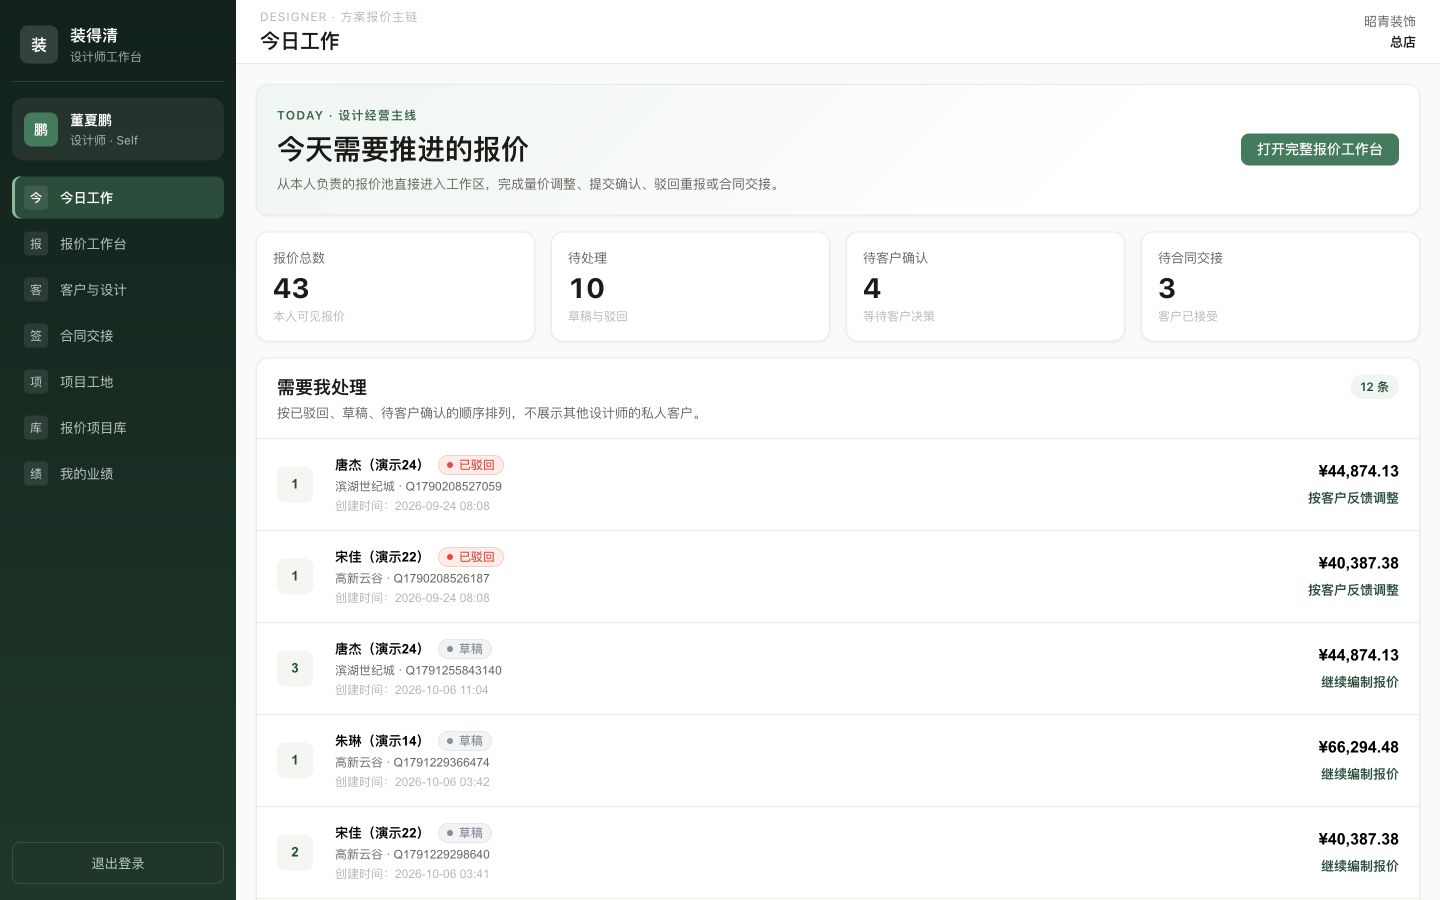 装
装得清
设计师工作台
鹏
董夏鹏
设计师 · Self
今 今日工作
报 报价工作台
客 客户与设计
签 合同交接
项 项目工地
库 报价项目库
绩 我的业绩
退出登录
DESIGNER · 方案报价主链
今日工作
昭青装饰
总店
TODAY · 设计经营主线
今天需要推进的报价
从本人负责的报价池直接进入工作区，完成量价调整、提交确认、驳回重报或合同交接。
打开完整报价工作台
报价总数
43
本人可见报价
待处理
10
草稿与驳回
待客户确认
4
等待客户决策
待合同交接
3
客户已接受
需要我处理
按已驳回、草稿、待客户确认的顺序排列，不展示其他设计师的私人客户。
12 条
1
唐杰（演示24） 已驳回
滨湖世纪城 · Q1790208527059
创建时间：2026-09-24 08:08
¥44,874.13
按客户反馈调整
1
宋佳（演示22） 已驳回
高新云谷 · Q1790208526187
创建时间：2026-09-24 08:08
¥40,387.38
按客户反馈调整
3
唐杰（演示24） 草稿
滨湖世纪城 · Q1791255843140
创建时间：2026-10-06 11:04
¥44,874.13
继续编制报价
1
朱琳（演示14） 草稿
高新云谷 · Q1791229366474
创建时间：2026-10-06 03:42
¥66,294.48
继续编制报价
2
宋佳（演示22） 草稿
高新云谷 · Q1791229298640
创建时间：2026-10-06 03:41
¥40,387.38
继续编制报价